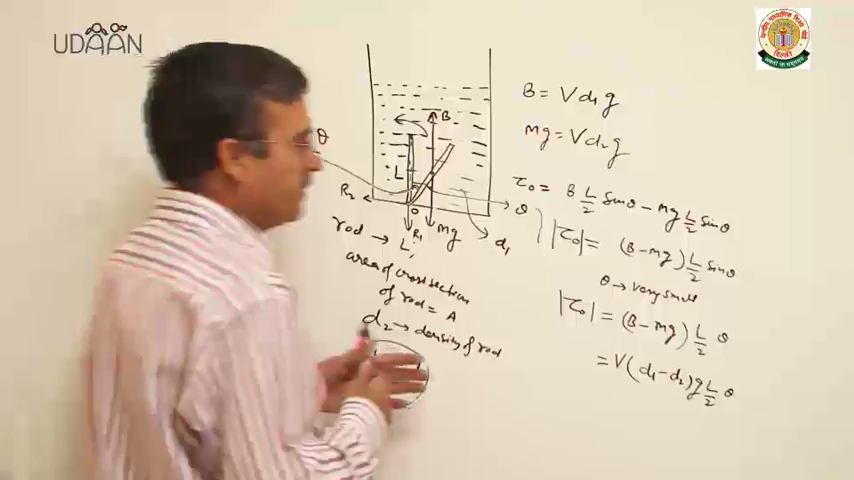 UDAAN
B = Vd₁g
Mg = Vd₂g
τ₀ = B L/2 Sinθ − Mg L/2 Sinθ
|τ₀| = (B−Mg) L/2 Sinθ
θ → very small
|τ₀| = (B−Mg) L/2 θ
= V(d₁−d₂)g L/2 θ
B
θ
L
R₂
O
θ
R₁
Mg
d₁
rod → L;
area of cross section
of rod = A
d₂ → density of rod